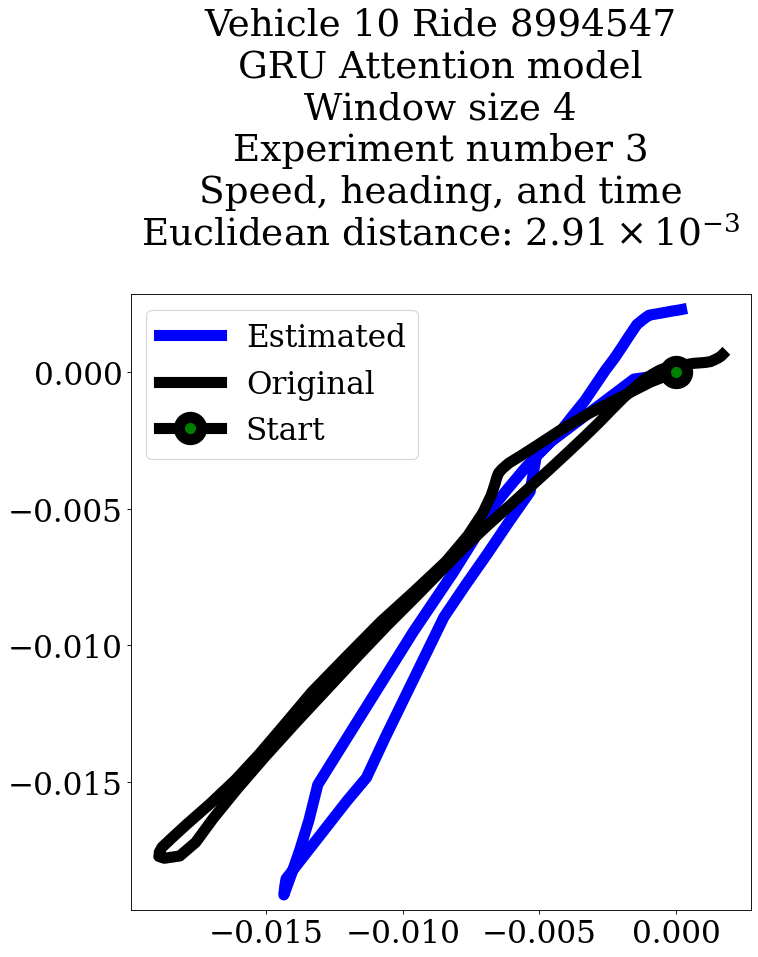 Vehicle 10 Ride 8994547
GRU Attention model
Window size 4
Experiment number 3
Speed, heading, and time
Euclidean distance: 2.91 × 10⁻³
Estimated
Original
Start
0.000
−0.005
−0.010
−0.015
−0.015 −0.010 −0.005 0.000